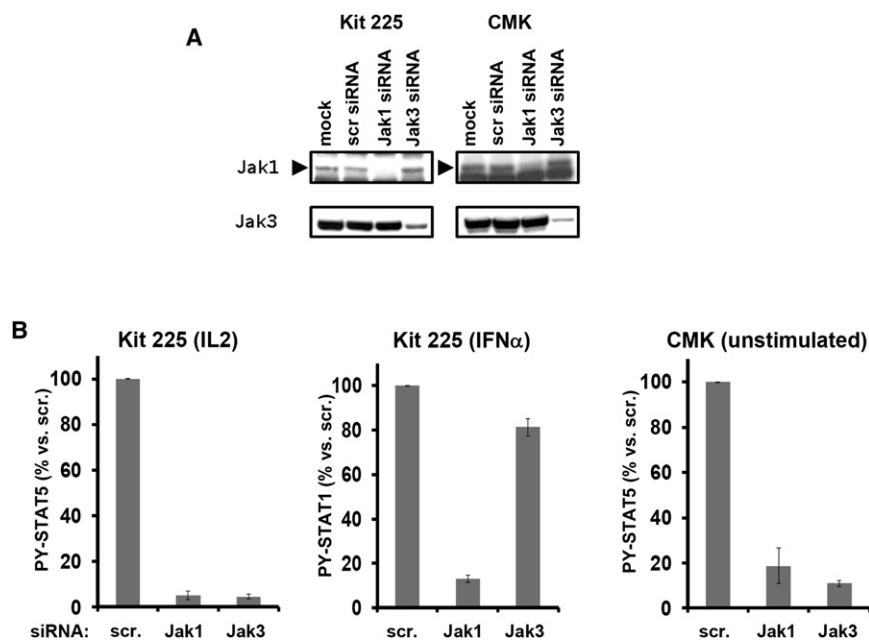 A
Kit 225 CMK
mock scr siRNA Jak1 siRNA Jak3 siRNA mock scr siRNA Jak1 siRNA Jak3 siRNA
Jak1
Jak3
B
Kit 225 (IL2)
PY-STAT5 (% vs. scr.)
100
80
60
40
20
0
siRNA: scr. Jak1 Jak3
Kit 225 (IFNα)
PY-STAT1 (% vs. scr.)
100
80
60
40
20
0
scr. Jak1 Jak3
CMK (unstimulated)
PY-STAT5 (% vs. scr.)
100
80
60
40
20
0
scr. Jak1 Jak3